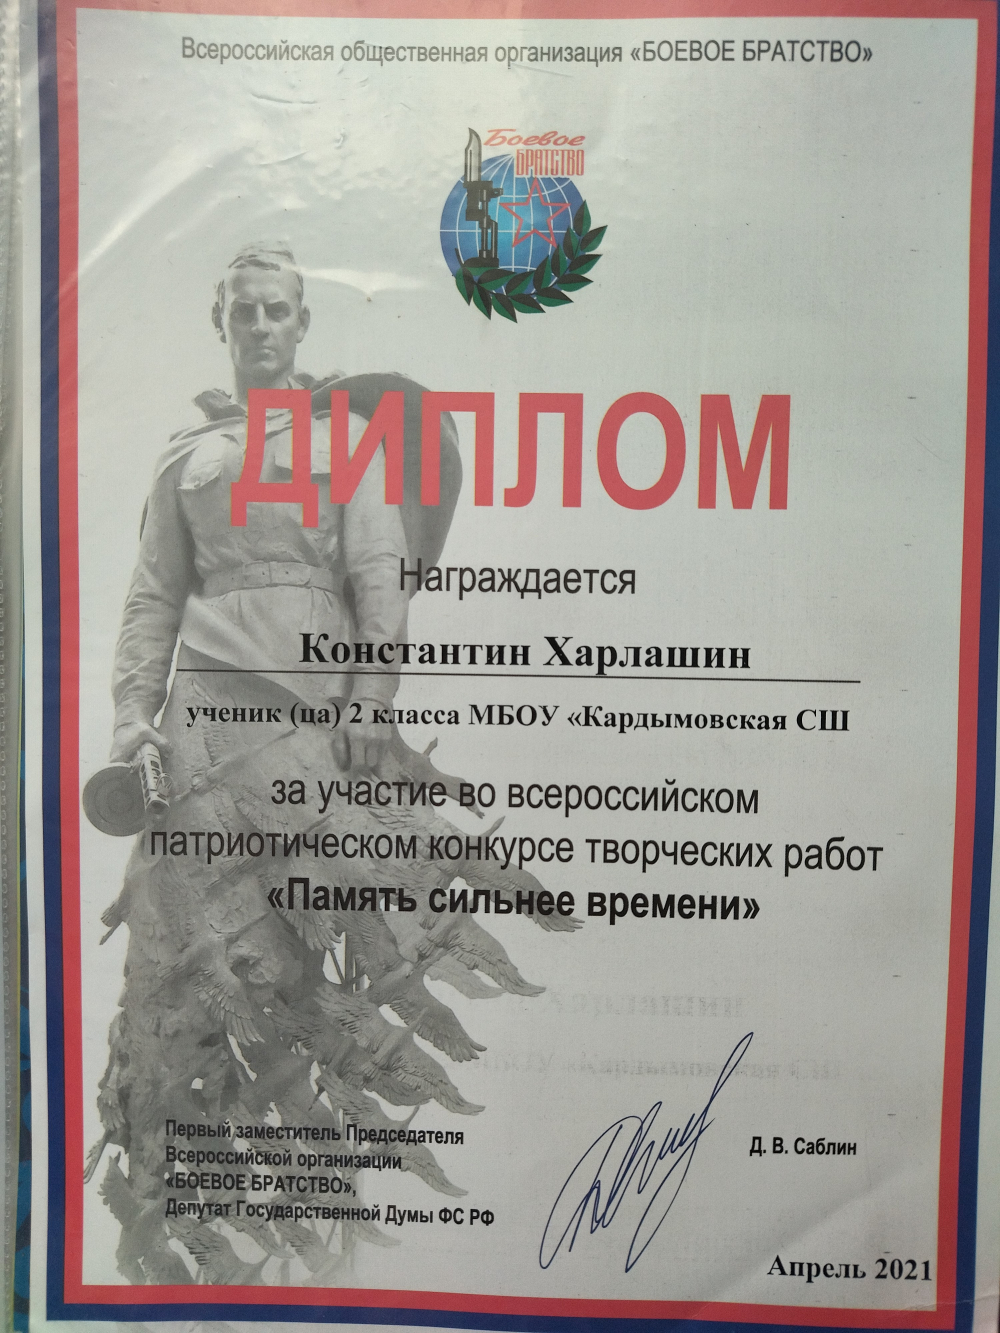 Всероссийская общественная организация «БОЕВОЕ БРАТСТВО»
Боевое
БРАТСТВО
ДИПЛОМ
Награждается
Константин Харлашин
ученик (ца) 2 класса МБОУ «Кардымовская СШ
за участие во всероссийском
патриотическом конкурсе творческих работ
«Память сильнее времени»
Первый заместитель Председателя
Всероссийской организации
«БОЕВОЕ БРАТСТВО»,
Депутат Государственной Думы ФС РФ
Д. В. Саблин
Апрель 2021